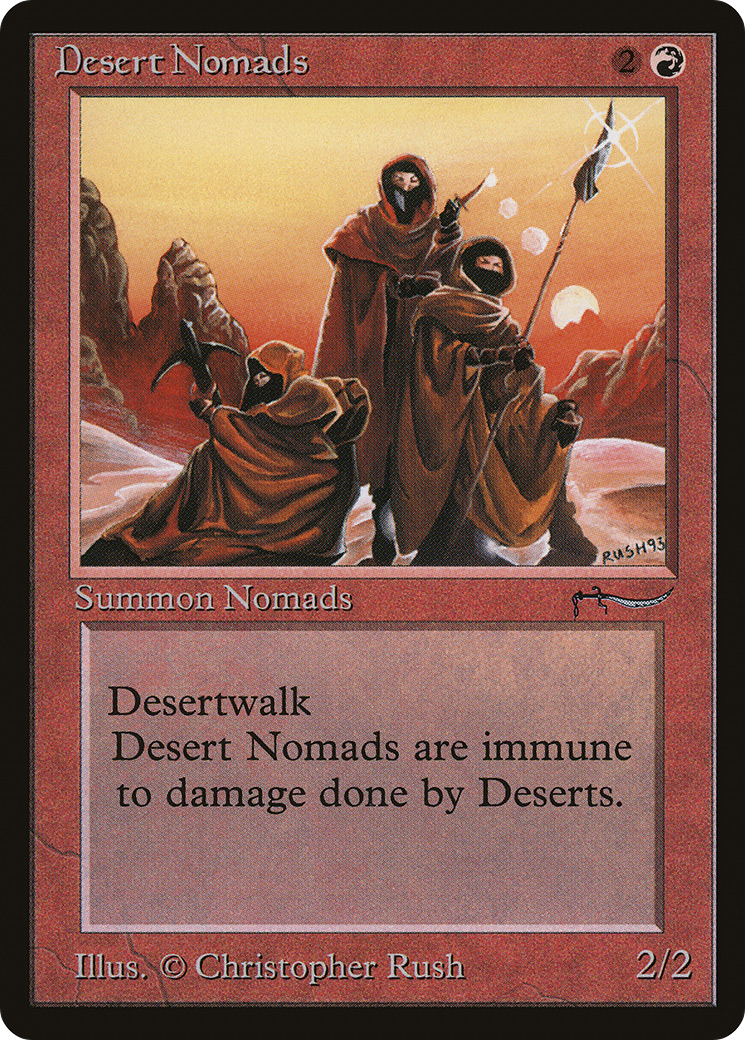 Desert Nomads 2
RUSH93
Summon Nomads
Desertwalk
Desert Nomads are immune
to damage done by Deserts.
Illus. © Christopher Rush 2/2